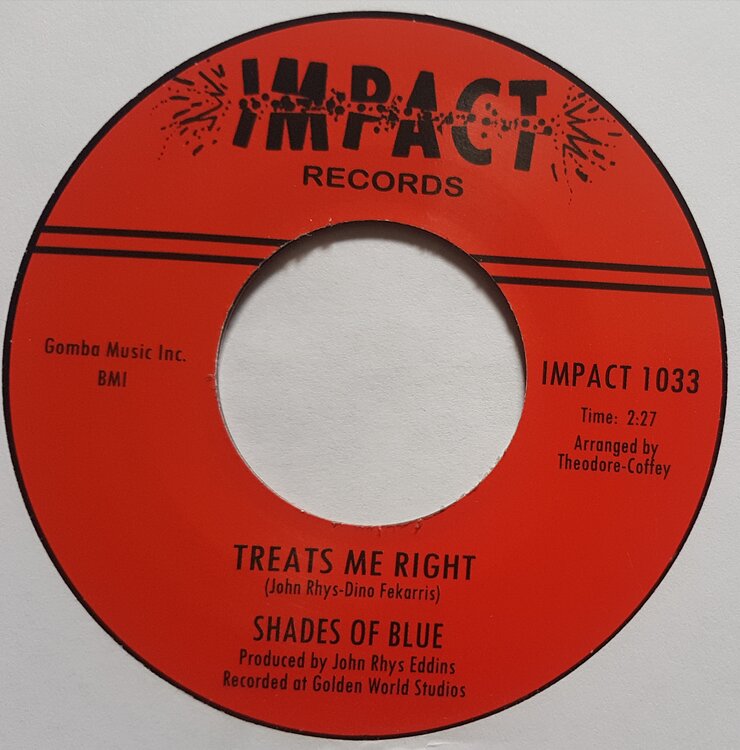 IMPACT
RECORDS
Gomba Music Inc.
BMI
IMPACT 1033
Time: 2:27
Arranged by
Theodore-Coffey
TREATS ME RIGHT
(John Rhys-Dino Fekarris)
SHADES OF BLUE
Produced by John Rhys Eddins
Recorded at Golden World Studios